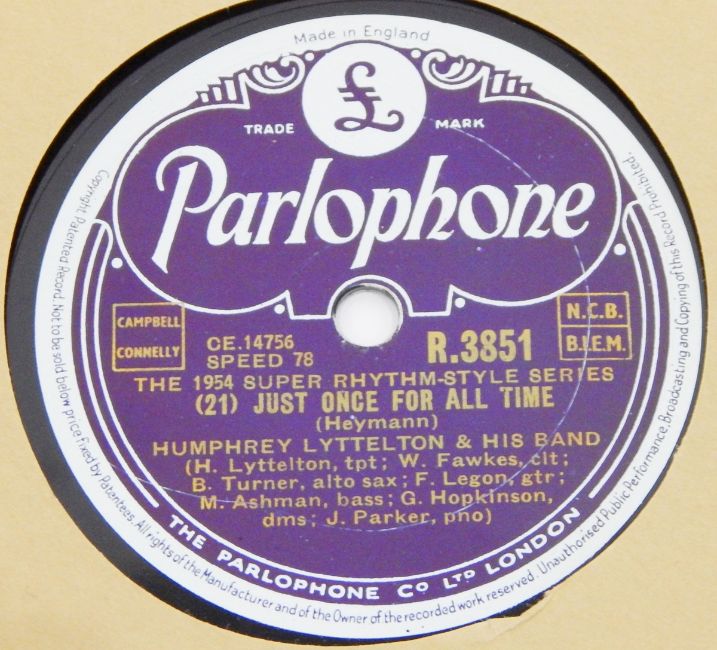 Made in England
£
TRADE MARK
Parlophone
CAMPBELL
CONNELLY
CE.14756
SPEED 78
R.3851
N.C.B.
B.I.E.M.
THE 1954 SUPER RHYTHM-STYLE SERIES
(21) JUST ONCE FOR ALL TIME
(Heymann)
HUMPHREY LYTTELTON & HIS BAND
(H. Lyttelton, tpt; W. Fawkes, clt;
B. Turner, alto sax; F. Legon, gtr;
M. Ashman, bass; G. Hopkinson,
dms; J. Parker, pno)
THE PARLOPHONE Cº LTD LONDON
Copyright Patented Record. Not to be sold below price fixed by Patentees. All rights of the Manufacturer and of the Owner of the recorded work reserved. Unauthorised Public Performance, Broadcasting and Copying of this Record Prohibited.